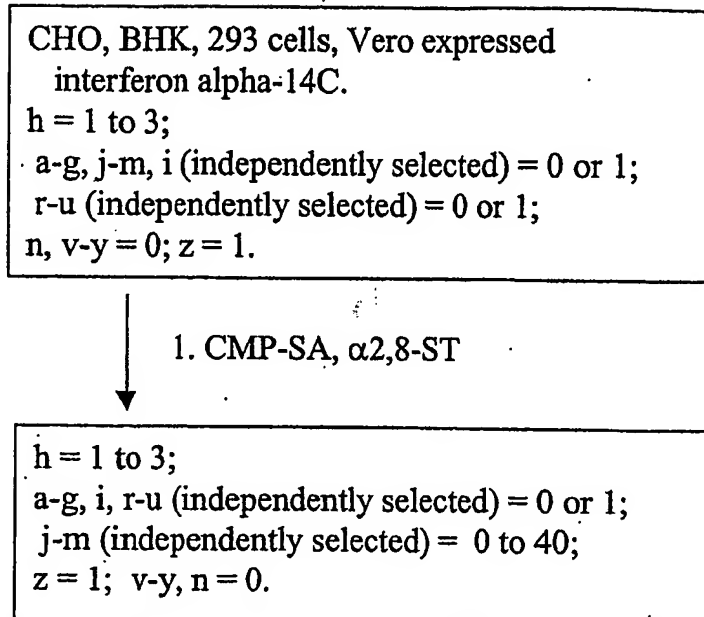 CHO, BHK, 293 cells, Vero expressed
interferon alpha-14C.
h = 1 to 3;
a-g, j-m, i (independently selected) = 0 or 1;
r-u (independently selected) = 0 or 1;
n, v-y = 0; z = 1.
1. CMP-SA, α2,8-ST
h = 1 to 3;
a-g, i, r-u (independently selected) = 0 or 1;
j-m (independently selected) = 0 to 40;
z = 1; v-y, n = 0.